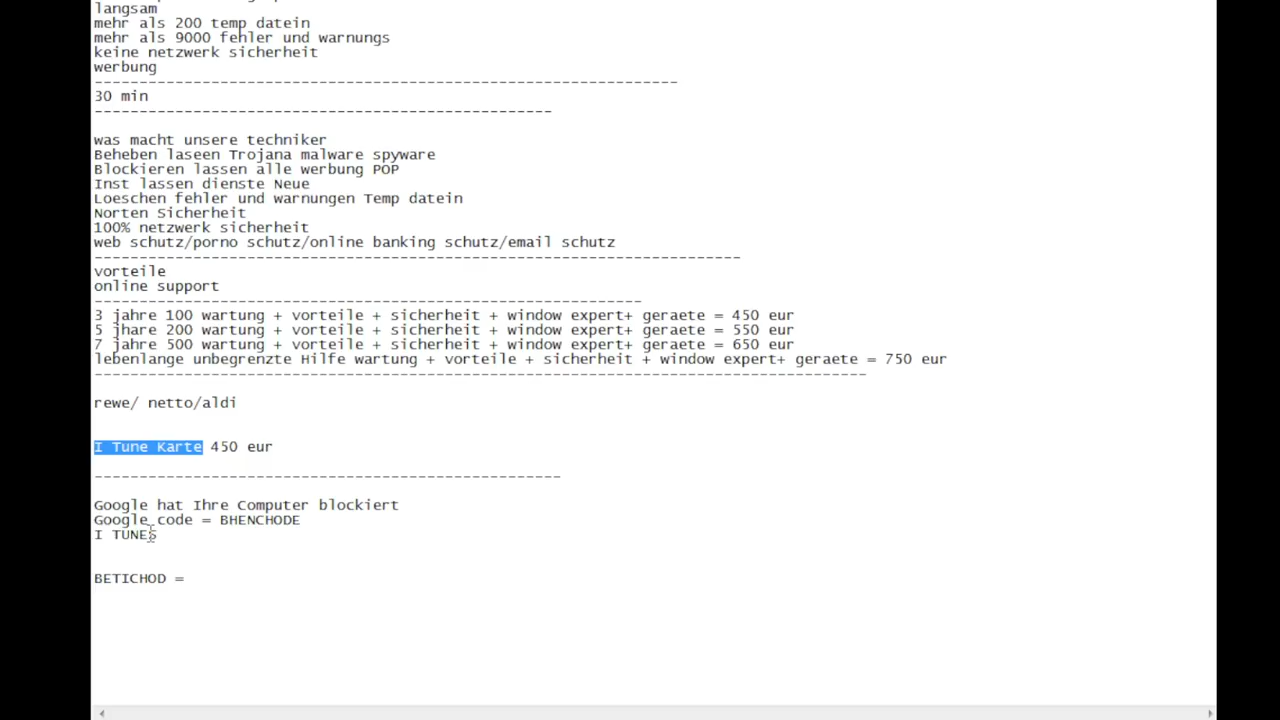 langsam
mehr als 200 temp datein
mehr als 9000 fehler und warnungs
keine netzwerk sicherheit
werbung
-----------------------------------------------------------------
30 min
---------------------------------------------------
was macht unsere techniker
Beheben laseen Trojana malware spyware
Blockieren lassen alle werbung POP
Inst lassen dienste Neue
Loeschen fehler und warnungen Temp datein
Norten Sicherheit
100% netzwerk sicherheit
web schutz/porno schutz/online banking schutz/email schutz
------------------------------------------------------------------------
vorteile
online support
-------------------------------------------------------------
3 jahre 100 wartung + vorteile + sicherheit + window expert+ geraete = 450 eur
5 jhare 200 wartung + vorteile + sicherheit + window expert+ geraete = 550 eur
7 jahre 500 wartung + vorteile + sicherheit + window expert+ geraete = 650 eur
lebenlange unbegrenzte Hilfe wartung + vorteile + sicherheit + window expert+ geraete = 750 eur
--------------------------------------------------------------------------------------
rewe/ netto/aldi
I Tune Karte 450 eur
----------------------------------------------------
Google hat Ihre Computer blockiert
Google code = BHENCHODE
I TUNES
BETICHOD =